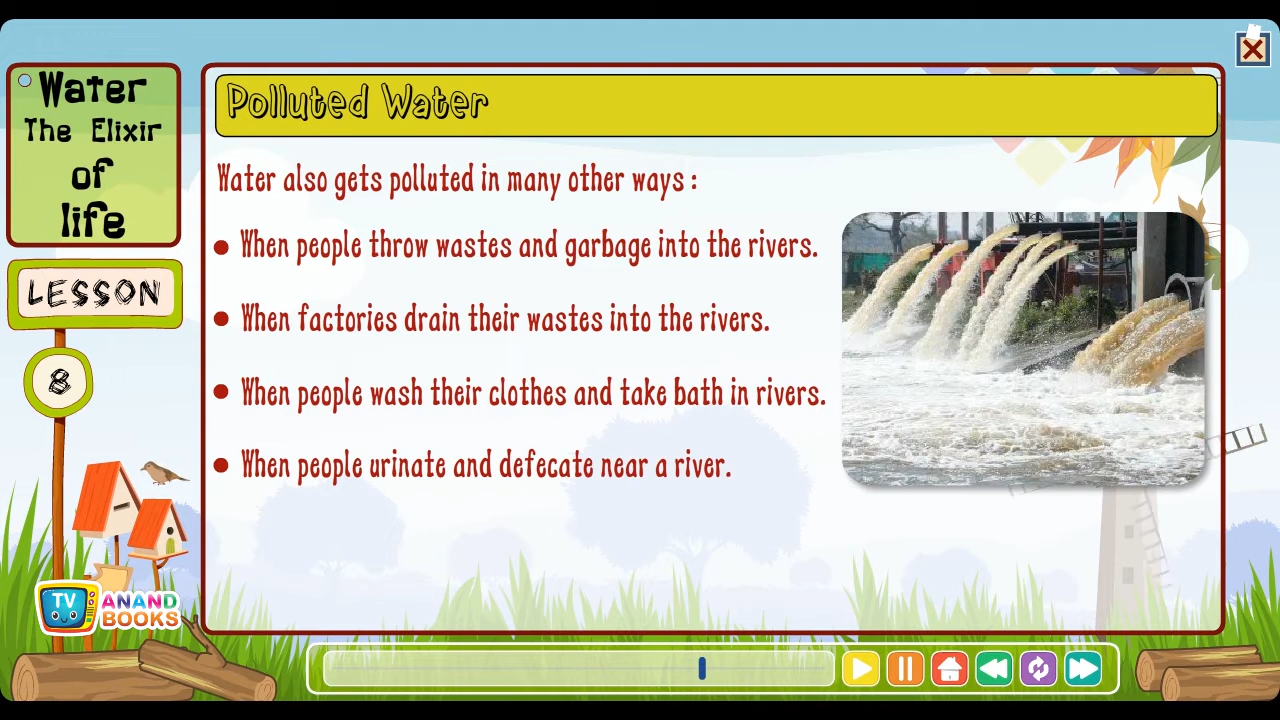 Water
The Elixir
of
life
LESSON
8
Polluted Water
Water also gets polluted in many other ways :
• When people throw wastes and garbage into the rivers.
• When factories drain their wastes into the rivers.
• When people wash their clothes and take bath in rivers.
• When people urinate and defecate near a river.
TV
ANAND
BOOKS